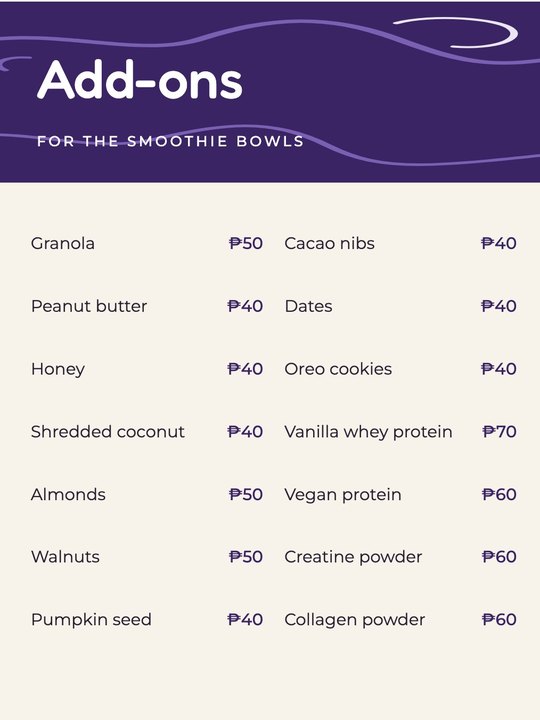 Add-ons
FOR THE SMOOTHIE BOWLS
Granola ₱50
Peanut butter ₱40
Honey ₱40
Shredded coconut ₱40
Almonds ₱50
Walnuts ₱50
Pumpkin seed ₱40
Cacao nibs ₱40
Dates ₱40
Oreo cookies ₱40
Vanilla whey protein ₱70
Vegan protein ₱60
Creatine powder ₱60
Collagen powder ₱60